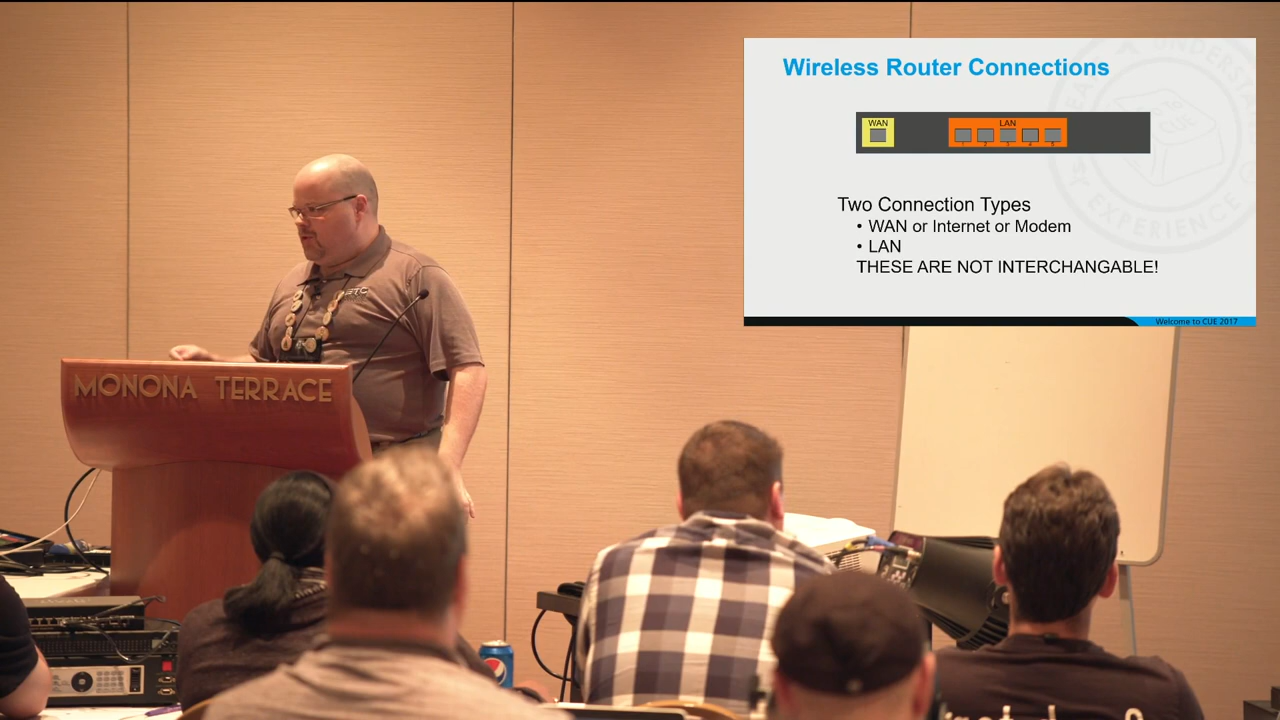 Wireless Router Connections
WAN
LAN
Two Connection Types
• WAN or Internet or Modem
• LAN
THESE ARE NOT INTERCHANGABLE!
Welcome to CUE 2017
ETC
MONONA TERRACE